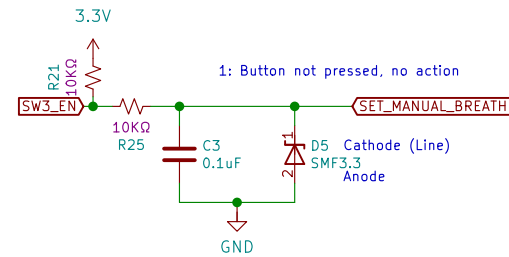 3.3V
R21
10KΩ
1: Button not pressed, no action
SW3_EN
SET_MANUAL_BREATH
10KΩ
R25
C3
0.1uF
1
2
D5
SMF3.3
Cathode (Line)
Anode
GND